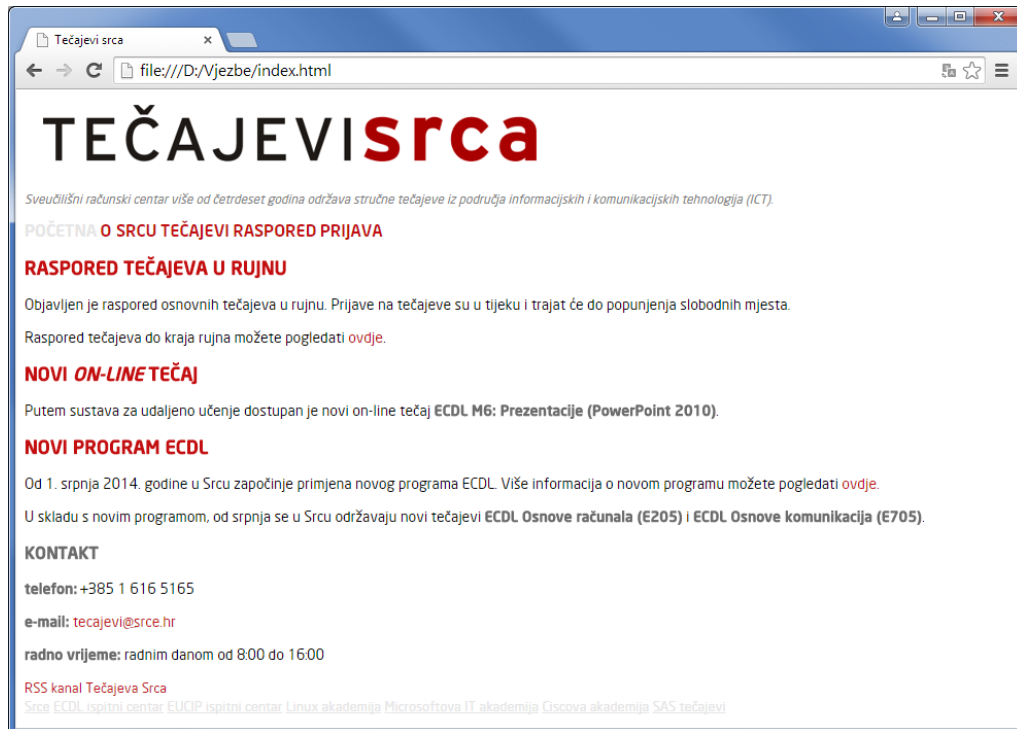 Tečajevi srca
file:///D:/Vjezbe/index.html
TEČAJEVIsrca
Sveučilišni računski centar više od četrdeset godina održava stručne tečajeve iz područja informacijskih i komunikacijskih tehnologija (ICT).
POČETNA O SRCU TEČAJEVI RASPORED PRIJAVA
RASPORED TEČAJEVA U RUJNU
Objavljen je raspored osnovnih tečajeva u rujnu. Prijave na tečajeve su u tijeku i trajat će do popunjenja slobodnih mjesta.
Raspored tečajeva do kraja rujna možete pogledati ovdje.
NOVI ON-LINE TEČAJ
Putem sustava za udaljeno učenje dostupan je novi on-line tečaj ECDL M6: Prezentacije (PowerPoint 2010).
NOVI PROGRAM ECDL
Od 1. srpnja 2014. godine u Srcu započinje primjena novog programa ECDL. Više informacija o novom programu možete pogledati ovdje.
U skladu s novim programom, od srpnja se u Srcu održavaju novi tečajevi ECDL Osnove računala (E205) i ECDL Osnove komunikacija (E705).
KONTAKT
telefon: +385 1 616 5165
e-mail: tecajevi@srce.hr
radno vrijeme: radnim danom od 8:00 do 16:00
RSS kanal Tečajeva Srca
Srce ECDL ispitni centar EUCIP ispitni centar Linux akademija Microsoftova IT akademija Ciscova akademija SAS tečajevi